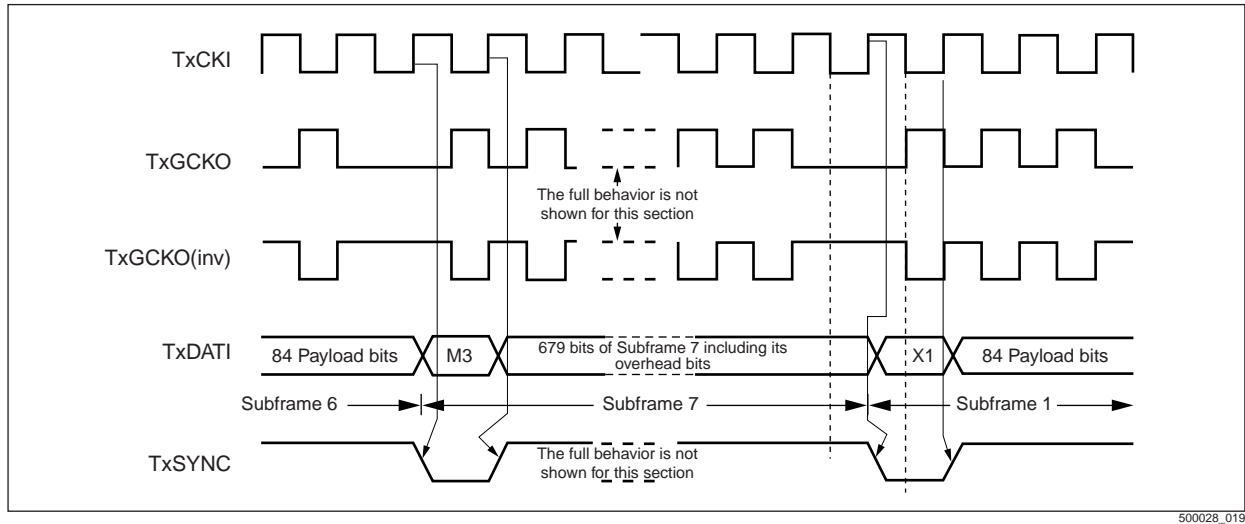 TxCKI
TxGCKO
The full behavior is not
shown for this section
TxGCKO(inv)
TxDATI
84 Payload bits
M3
679 bits of Subframe 7 including its
overhead bits
X1
84 Payload bits
Subframe 6
Subframe 7
Subframe 1
TxSYNC
The full behavior is not
shown for this section
500028_019